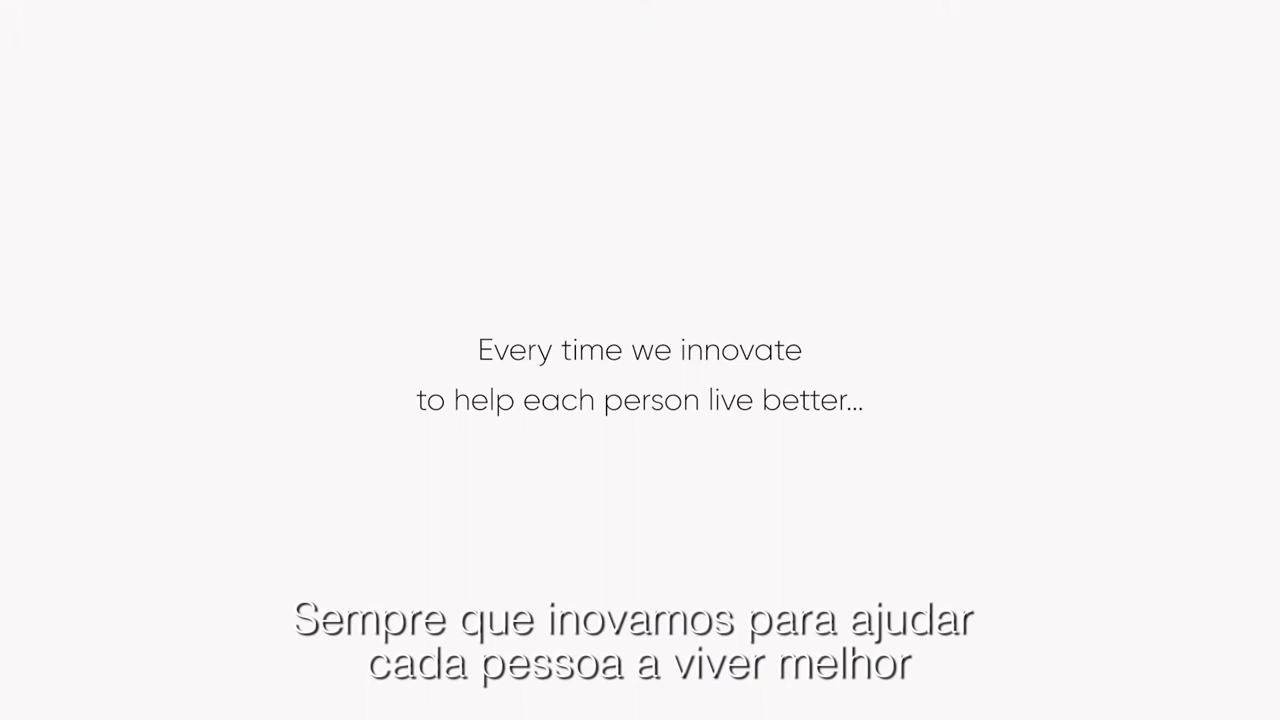 Every time we innovate
to help each person live better...
Sempre que inovamos para ajudar
cada pessoa a viver melhor